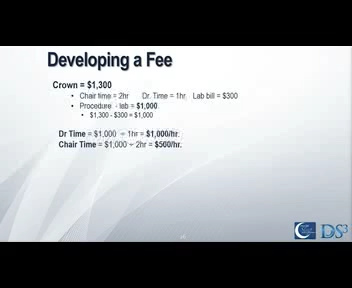 Developing a Fee
Crown = $1,300
• Chair time = 2hr Dr. Time = 1hr Lab bill = $300
• Procedure - lab = $1,000
• $1,300 - $300 = $1,000
Dr Time = $1,000 ÷ 1hr = $1,000/hr.
Chair Time = $1,000 ÷ 2hr = $500/hr.
DS3